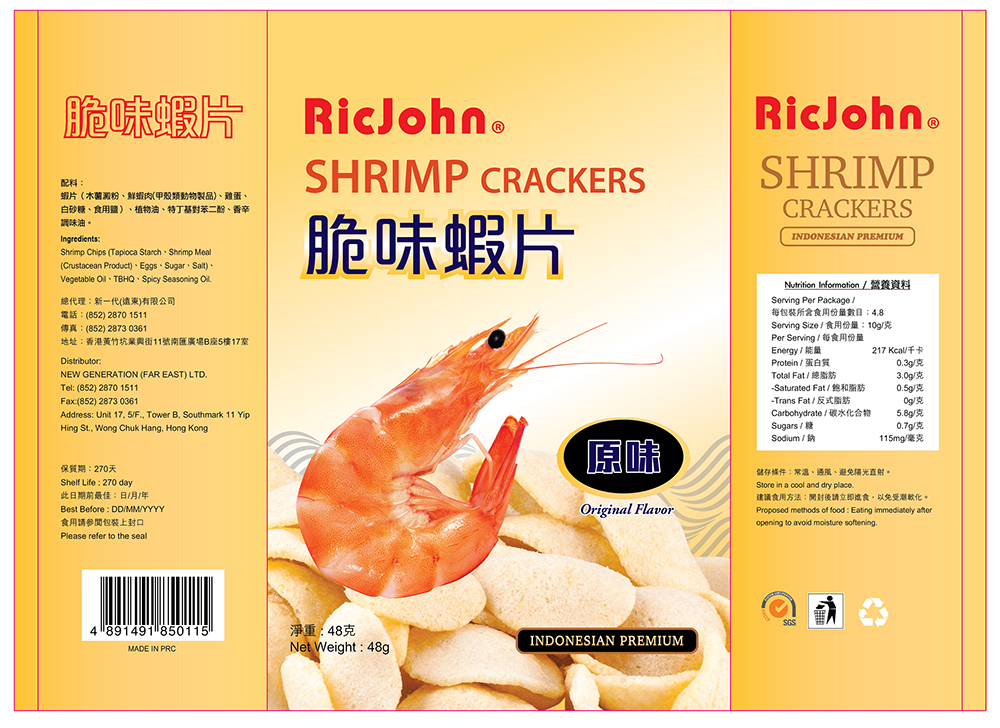 脆味蝦片
配料：
蝦片（木薯澱粉、鮮蝦肉(甲殼類動物製品)、雞蛋、
白砂糖、食用鹽）、植物油、特丁基對苯二酚、香辛
調味油。
Ingredients:
Shrimp Chips (Tapioca Starch、Shrimp Meal
(Crustacean Product)、Eggs、Sugar、Salt)、
Vegetable Oil、TBHQ、Spicy Seasoning Oil.
總代理：新一代(遠東)有限公司
電話：(852) 2870 1511
傳真：(852) 2873 0361
地址：香港黃竹坑業興街11號南匯廣場B座5樓17室
Distributor:
NEW GENERATION (FAR EAST) LTD.
Tel: (852) 2870 1511
Fax:(852) 2873 0361
Address: Unit 17, 5/F., Tower B, Southmark 11 Yip
Hing St., Wong Chuk Hang, Hong Kong
保質期：270天
Shelf Life : 270 day
此日期前最佳：日/月/年
Best Before : DD/MM/YYYY
食用請參閱包裝上封口
Please refer to the seal
4 891491 850115
MADE IN PRC
RicJohn®
SHRIMP CRACKERS
脆味蝦片
原味
Original Flavor
淨重 : 48克
Net Weight : 48g
INDONESIAN PREMIUM
RicJohn®
SHRIMP
CRACKERS
INDONESIAN PREMIUM
Nutrition Information / 營養資料
Serving Per Package /
每包裝所含食用份量數目：4.8
Serving Size / 食用份量：10g/克
Per Serving / 每食用份量
Energy / 能量 217 Kcal/千卡
Protein / 蛋白質 0.3g/克
Total Fat / 總脂肪 3.0g/克
-Saturated Fat / 飽和脂肪 0.5g/克
-Trans Fat / 反式脂肪 0g/克
Carbohydrate / 碳水化合物 5.8g/克
Sugars / 糖 0.7g/克
Sodium / 鈉 115mg/毫克
儲存條件：常溫、通風、避免陽光直射。
Store in a cool and dry place.
建議食用方法：開封後請立即進食，以免受潮軟化。
Proposed methods of food : Eating immediately after
opening to avoid moisture softening.
SGS